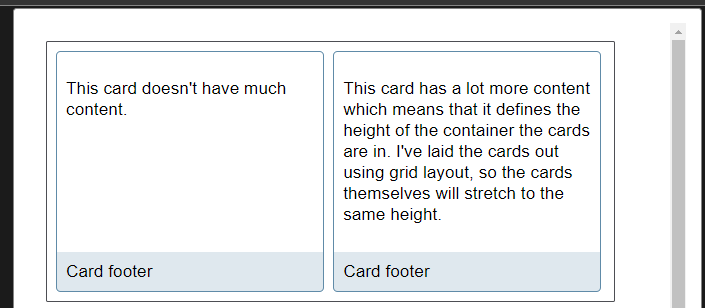 This card doesn't have much
content.
Card footer
This card has a lot more content
which means that it defines the
height of the container the cards
are in. I've laid the cards out
using grid layout, so the cards
themselves will stretch to the
same height.
Card footer